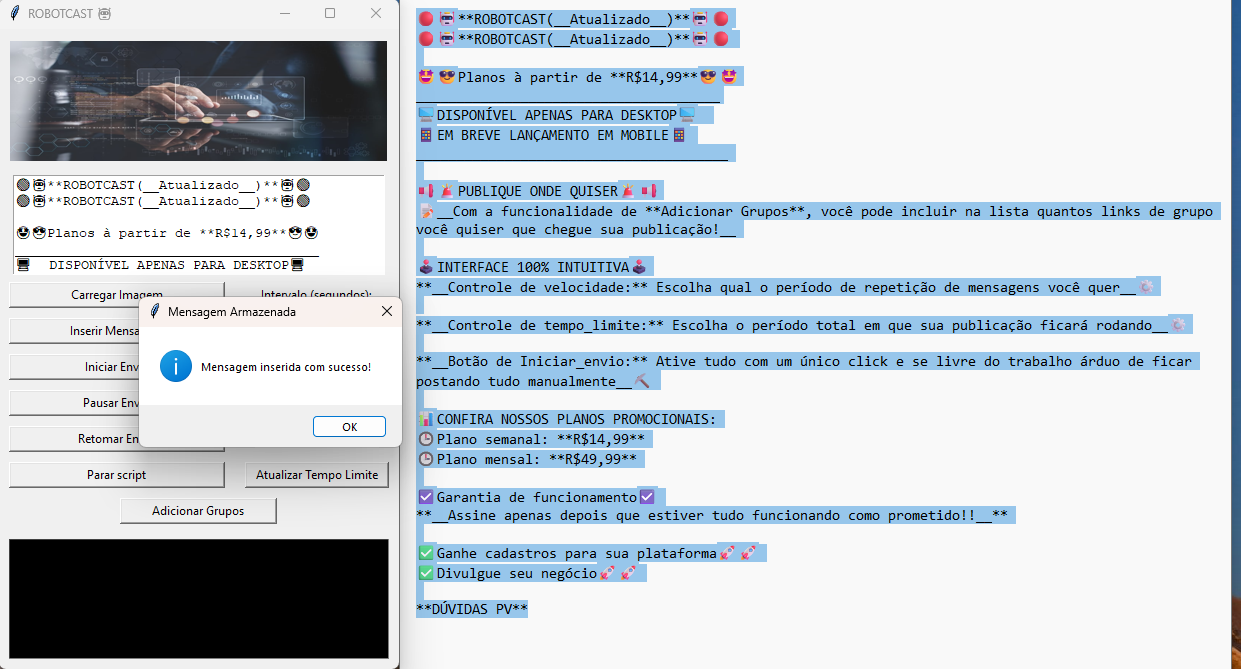 ROBOTCAST 🤖
🔴🤖**ROBOTCAST(__Atualizado__)**🤖🔴
🔴🤖**ROBOTCAST(__Atualizado__)**🤖🔴
🤩😎Planos à partir de **R$14,99**😎🤩
______________________________________
🖥️ DISPONÍVEL APENAS PARA DESKTOP🖥️
Carregar Imagem
Intervalo (segundos):
Inserir Mensa
Iniciar Env
Pausar Env
Retomar En
Parar script
Atualizar Tempo Limite
Adicionar Grupos
Mensagem Armazenada
Mensagem inserida com sucesso!
OK
🔴🤖**ROBOTCAST(__Atualizado__)**🤖🔴
🔴🤖**ROBOTCAST(__Atualizado__)**🤖🔴
🤩😎Planos à partir de **R$14,99**😎🤩
______________________________________
🖥️DISPONÍVEL APENAS PARA DESKTOP🖥️
📱EM BREVE LANÇAMENTO EM MOBILE📱
_______________________________________
📢🎉PUBLIQUE ONDE QUISER🎉📢
📝__Com a funcionalidade de **Adicionar Grupos**, você pode incluir na lista quantos links de grupo
você quiser que chegue sua publicação!__
🕹️INTERFACE 100% INTUITIVA🕹️
**__Controle de velocidade:** Escolha qual o período de repetição de mensagens você quer__⚙️
**__Controle de tempo_limite:** Escolha o período total em que sua publicação ficará rodando__⚙️
**__Botão de Iniciar_envio:** Ative tudo com um único click e se livre do trabalho árduo de ficar
postando tudo manualmente__🔨
📊CONFIRA NOSSOS PLANOS PROMOCIONAIS:
🕒Plano semanal: **R$14,99**
🕒Plano mensal: **R$49,99**
☑️Garantia de funcionamento☑️
**__Assine apenas depois que estiver tudo funcionando como prometido!!__**
✅Ganhe cadastros para sua plataforma🚀🚀
✅Divulgue seu negócio🚀🚀
**DÚVIDAS PV**